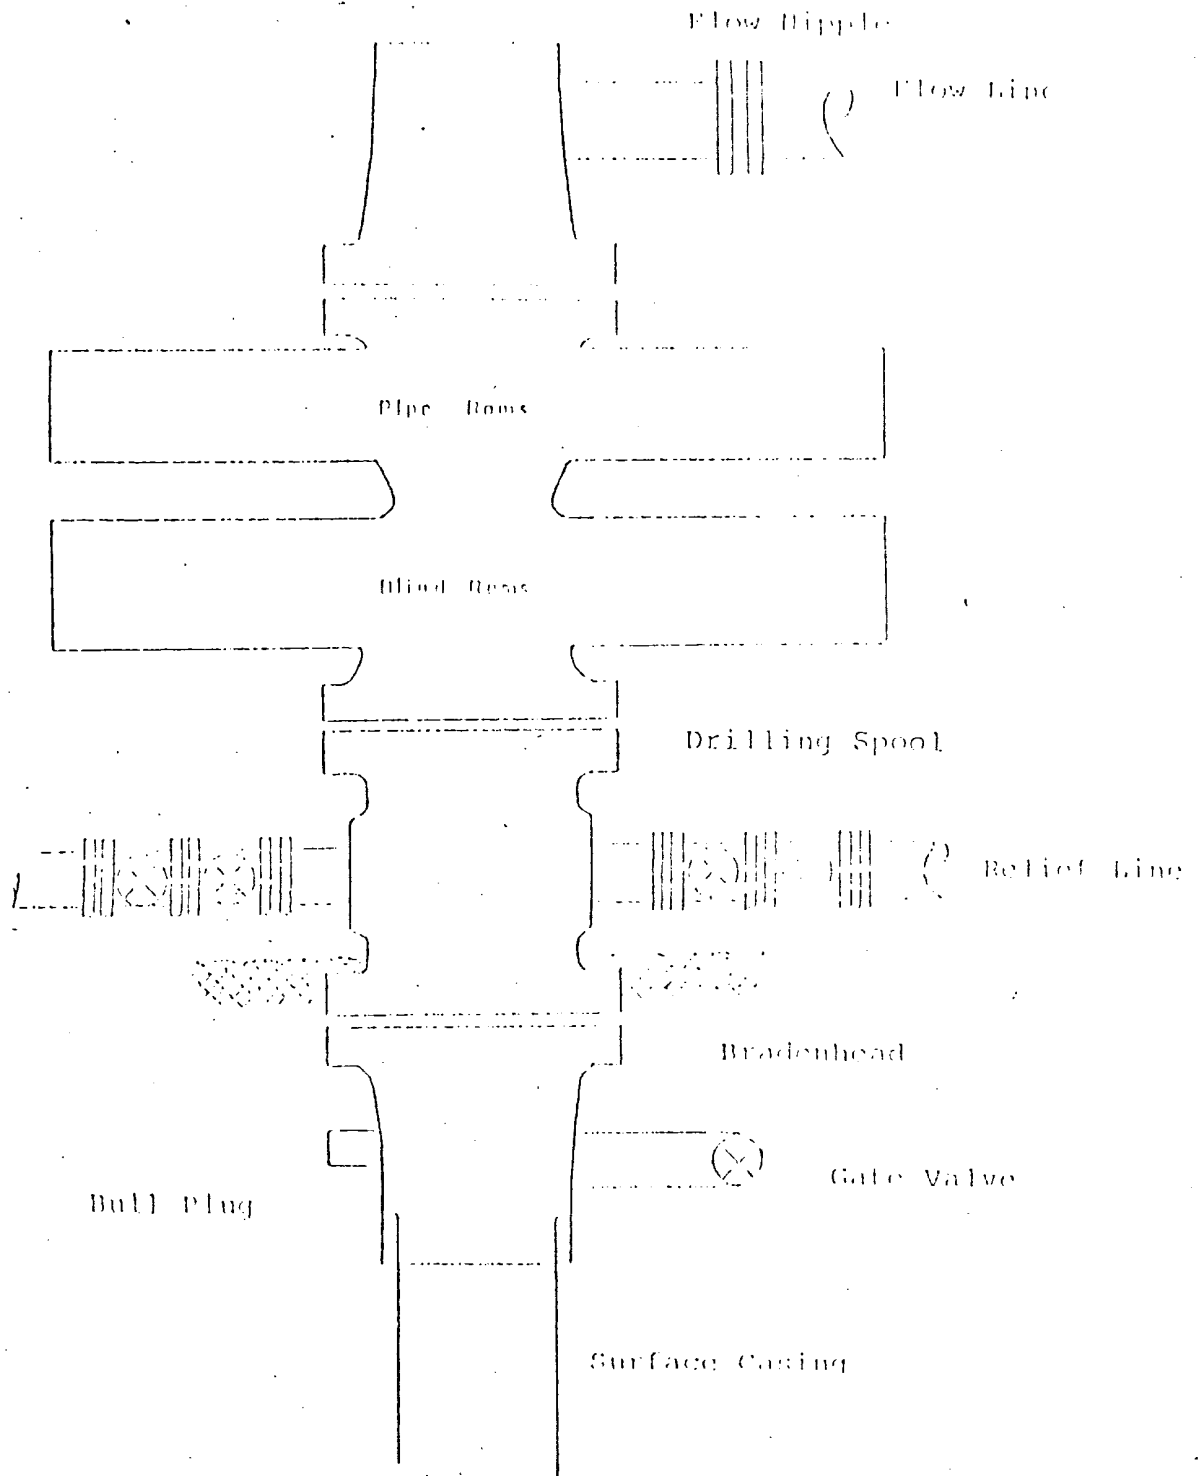 Flow Nipple
Flow Line
Pipe Rams
Blind Rams
Drilling Spool
Relief Line
Bradenhead
Gate Valve
Bull Plug
Surface Casing